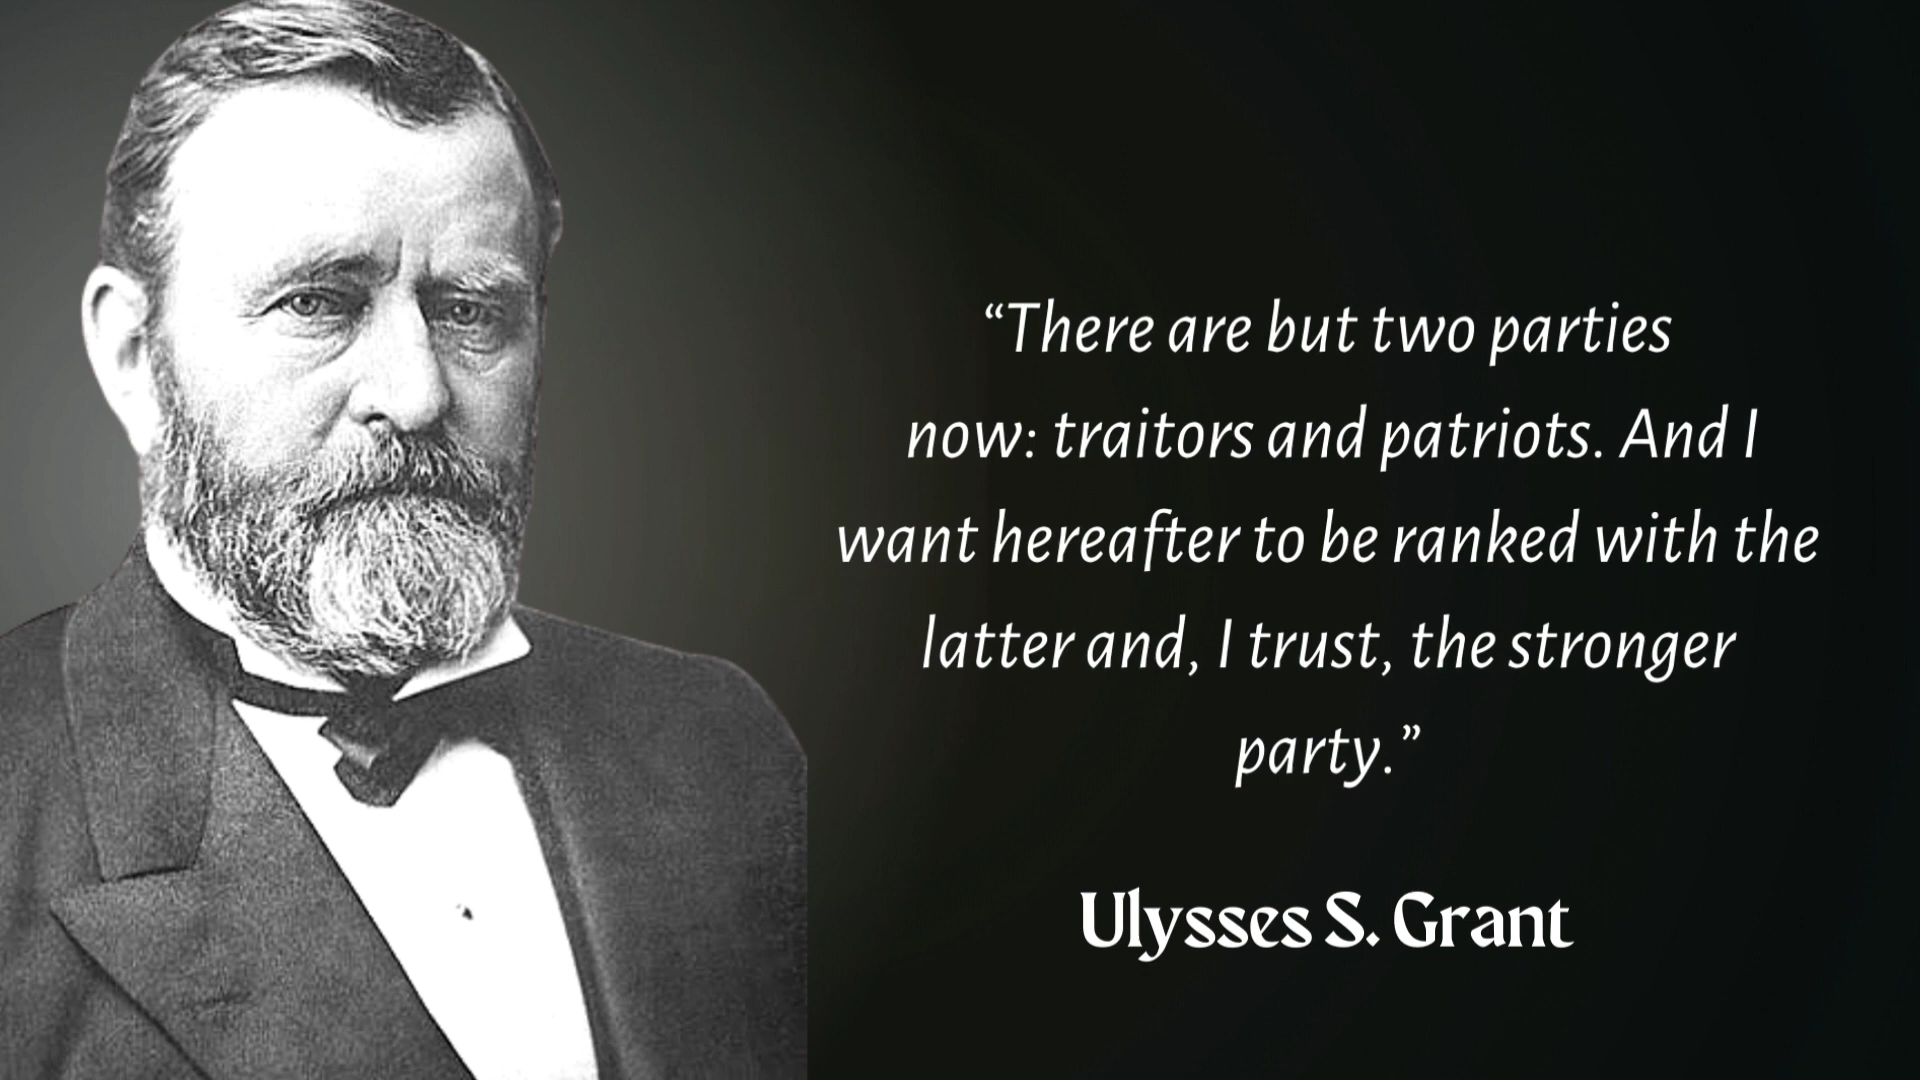 “There are but two parties
now: traitors and patriots. And I
want hereafter to be ranked with the
latter and, I trust, the stronger
party.”
Ulysses S. Grant